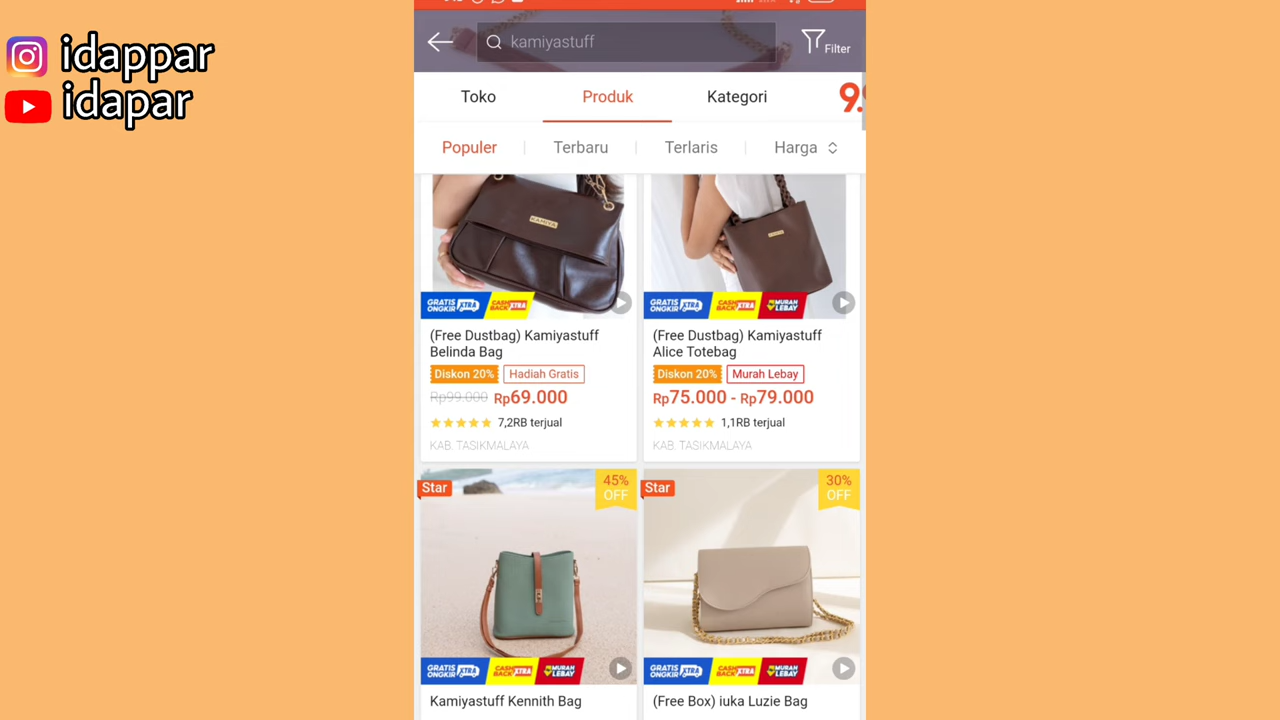 idappar
idapar
kamiyastuff
Filter
Toko
Produk
Kategori
9.
Populer
Terbaru
Terlaris
Harga
KAMIYA
GRATIS ONGKIR XTRA
CASHBACK XTRA
GRATIS ONGKIR XTRA
CASHBACK XTRA
MURAH LEBAY
(Free Dustbag) Kamiyastuff
Belinda Bag
Diskon 20%
Hadiah Gratis
Rp99.000 Rp69.000
7,2RB terjual
KAB. TASIKMALAYA
(Free Dustbag) Kamiyastuff
Alice Totebag
Diskon 20%
Murah Lebay
Rp75.000 - Rp79.000
1,1RB terjual
KAB. TASIKMALAYA
Star
45%
OFF
GRATIS ONGKIR XTRA
CASHBACK XTRA
MURAH LEBAY
Kamiyastuff Kennith Bag
Star
30%
OFF
GRATIS ONGKIR XTRA
CASHBACK XTRA
MURAH LEBAY
(Free Box) iuka Luzie Bag